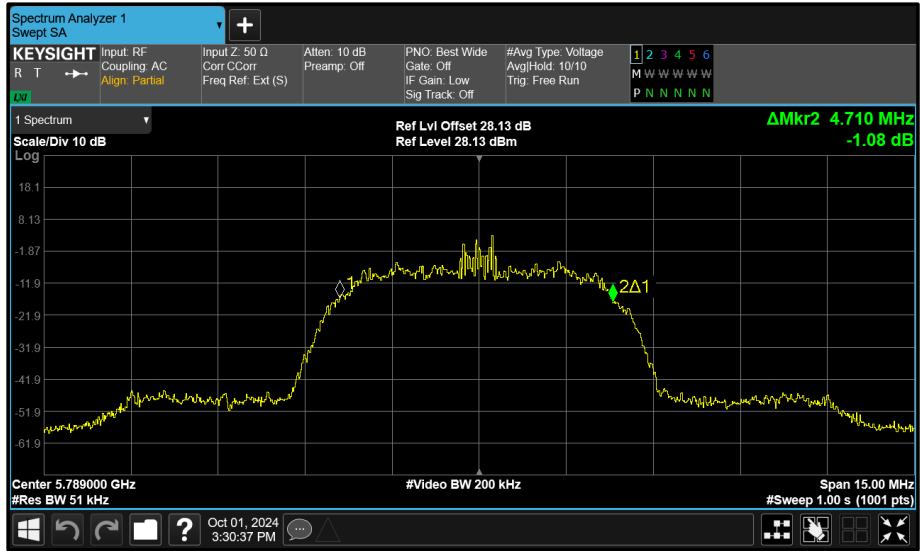 Spectrum Analyzer 1
Swept SA
+
KEYSIGHT
R T
LXI
Input: RF
Coupling: AC
Align: Partial
Input Z: 50 Ω
Corr CCorr
Freq Ref: Ext (S)
Atten: 10 dB
Preamp: Off
PNO: Best Wide
Gate: Off
IF Gain: Low
Sig Track: Off
#Avg Type: Voltage
Avg|Hold: 10/10
Trig: Free Run
1 2 3 4 5 6
M W W W W W
P N N N N N
1 Spectrum
Scale/Div 10 dB
Log
Ref Lvl Offset 28.13 dB
Ref Level 28.13 dBm
ΔMkr2 4.710 MHz
-1.08 dB
18.1
8.13
-1.87
-11.9
-21.9
-31.9
-41.9
-51.9
-61.9
1
2Δ1
Center 5.789000 GHz
#Res BW 51 kHz
#Video BW 200 kHz
Span 15.00 MHz
#Sweep 1.00 s (1001 pts)
?
Oct 01, 2024
3:30:37 PM